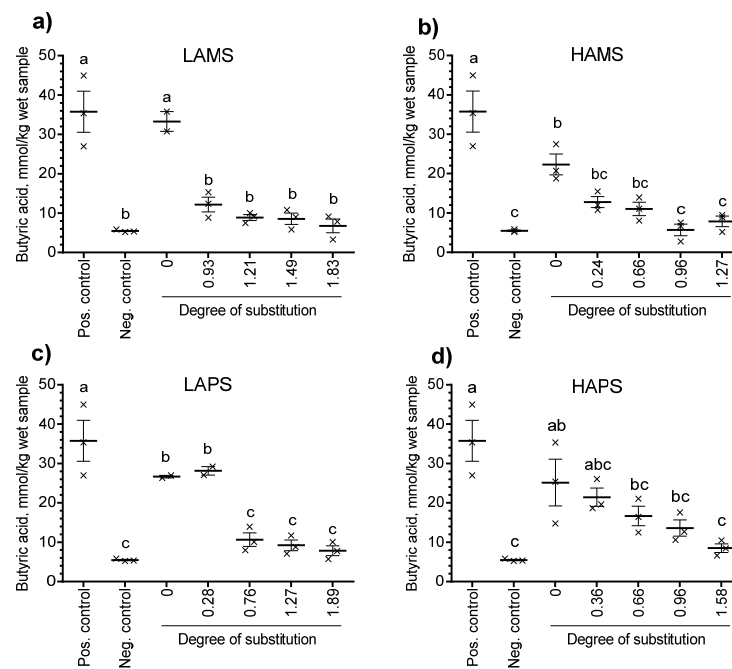 a)
LAMS
Butyric acid, mmol/kg wet sample
50
40
30
20
10
0
a
b
a
b
b
b
b
Pos. control
Neg. control
0
0.93
1.21
1.49
1.83
Degree of substitution
b)
HAMS
Butyric acid, mmol/kg wet sample
50
40
30
20
10
0
a
c
b
bc
bc
c
c
Pos. control
Neg. control
0
0.24
0.66
0.96
1.27
Degree of substitution
c)
LAPS
Butyric acid, mmol/kg wet sample
50
40
30
20
10
0
a
c
b
b
c
c
c
Pos. control
Neg. control
0
0.28
0.76
1.27
1.89
Degree of substitution
d)
HAPS
Butyric acid, mmol/kg wet sample
50
40
30
20
10
0
a
c
ab
abc
bc
bc
c
Pos. control
Neg. control
0
0.36
0.66
0.96
1.58
Degree of substitution